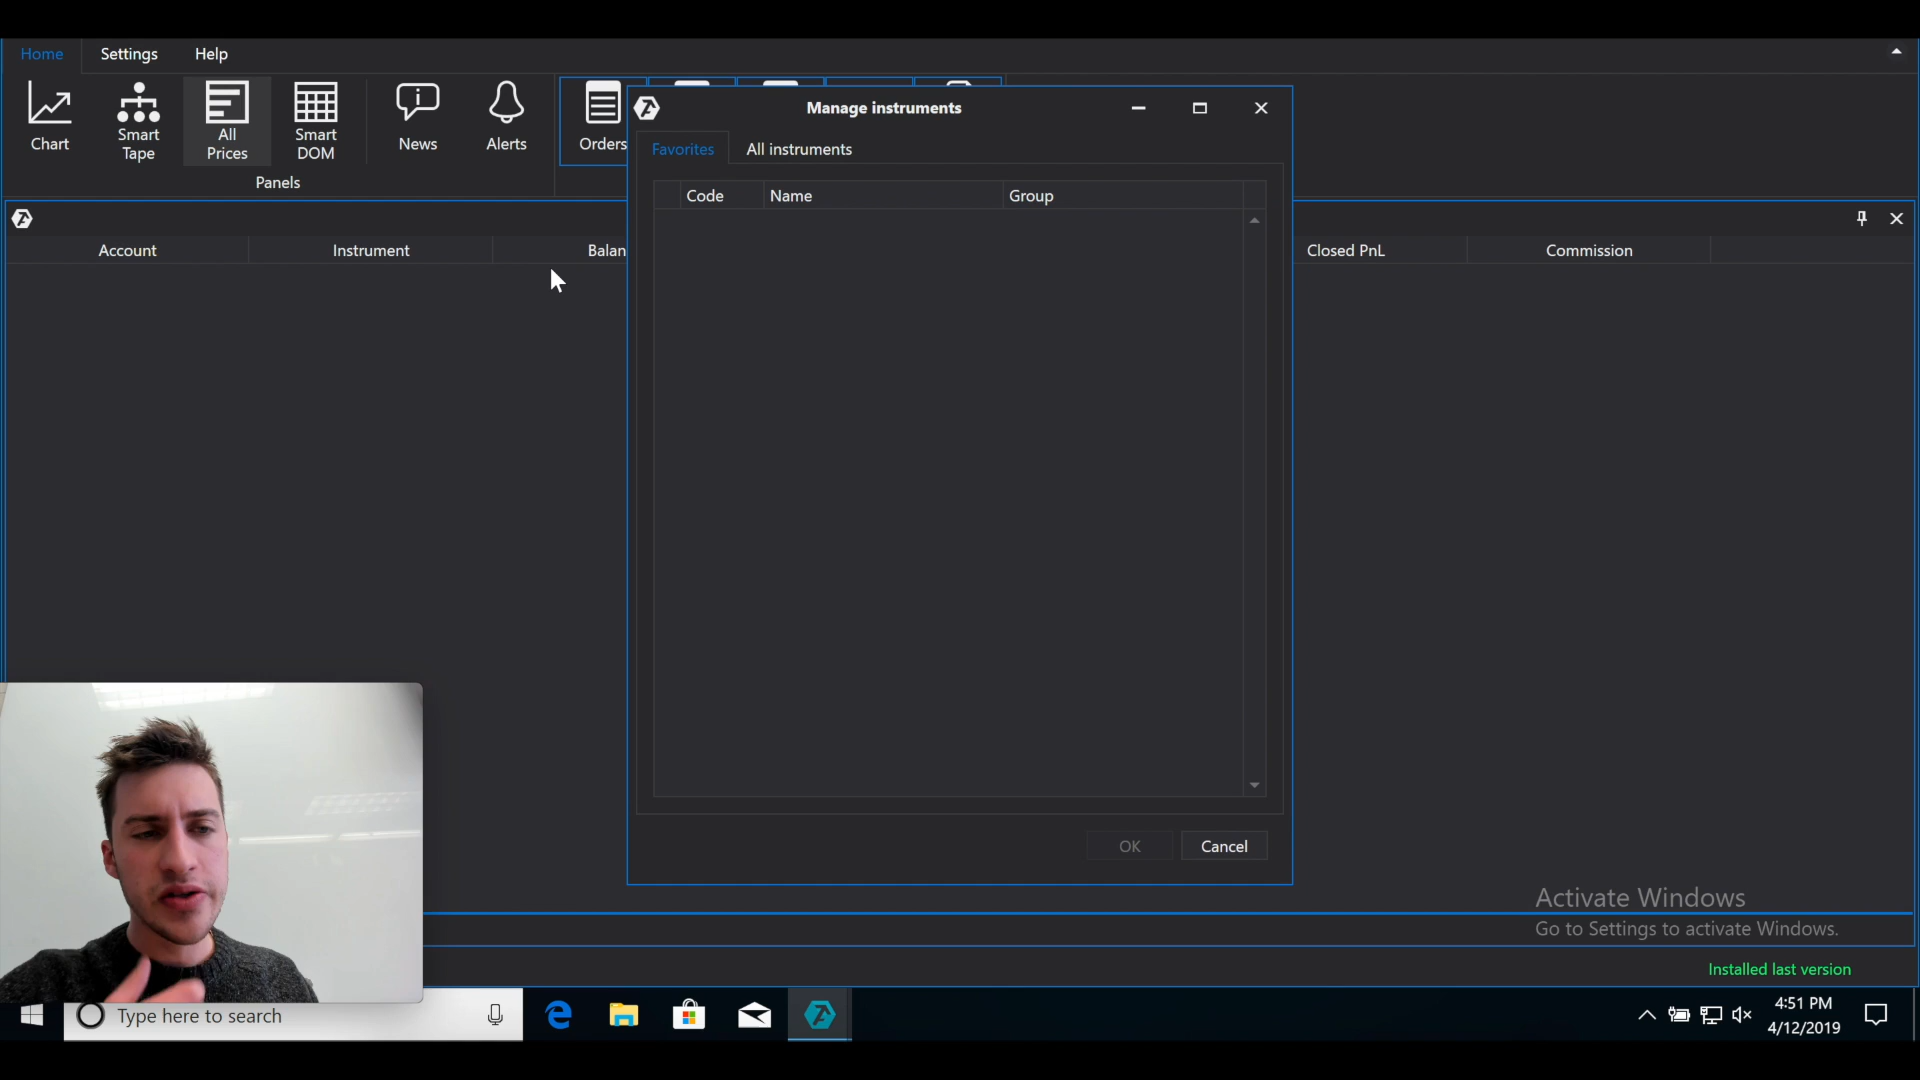 Home Settings Help
Chart
Smart
Tape
All
Prices
Smart
DOM
News
Alerts
Orders
Panels
Manage instruments
Favorites All instruments
Code Name Group
Account Instrument Balan
Closed PnL Commission
OK Cancel
Activate Windows
Go to Settings to activate Windows.
Installed last version
Type here to search
4:51 PM
4/12/2019